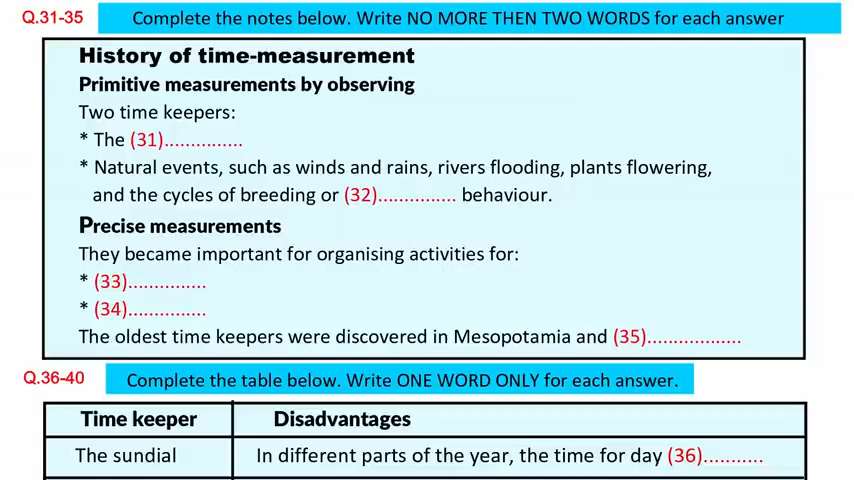 Q.31-35
Complete the notes below. Write NO MORE THEN TWO WORDS for each answer
History of time-measurement
Primitive measurements by observing
Two time keepers:
* The (31)...............
* Natural events, such as winds and rains, rivers flooding, plants flowering,
and the cycles of breeding or (32)............... behaviour.
Precise measurements
They became important for organising activities for:
* (33)...............
* (34)...............
The oldest time keepers were discovered in Mesopotamia and (35)..................
Q.36-40
Complete the table below. Write ONE WORD ONLY for each answer.
Time keeper Disadvantages
The sundial In different parts of the year, the time for day (36)...........